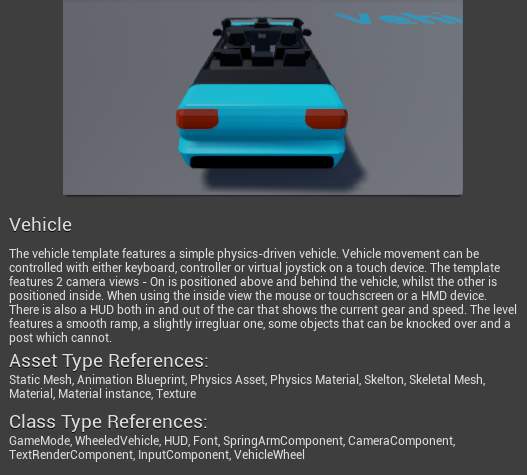 Vehicle
The vehicle template features a simple physics-driven vehicle. Vehicle movement can be
controlled with either keyboard, controller or virtual joystick on a touch device. The template
features 2 camera views - On is positioned above and behind the vehicle, whilst the other is
positioned inside. When using the inside view the mouse or touchscreen or a HMD device.
There is also a HUD both in and out of the car that shows the current gear and speed. The level
features a smooth ramp, a slightly irregluar one, some objects that can be knocked over and a
post which cannot.
Asset Type References:
Static Mesh, Animation Blueprint, Physics Asset, Physics Material, Skelton, Skeletal Mesh,
Material, Material instance, Texture
Class Type References:
GameMode, WheeledVehicle, HUD, Font, SpringArmComponent, CameraComponent,
TextRenderComponent, InputComponent, VehicleWheel